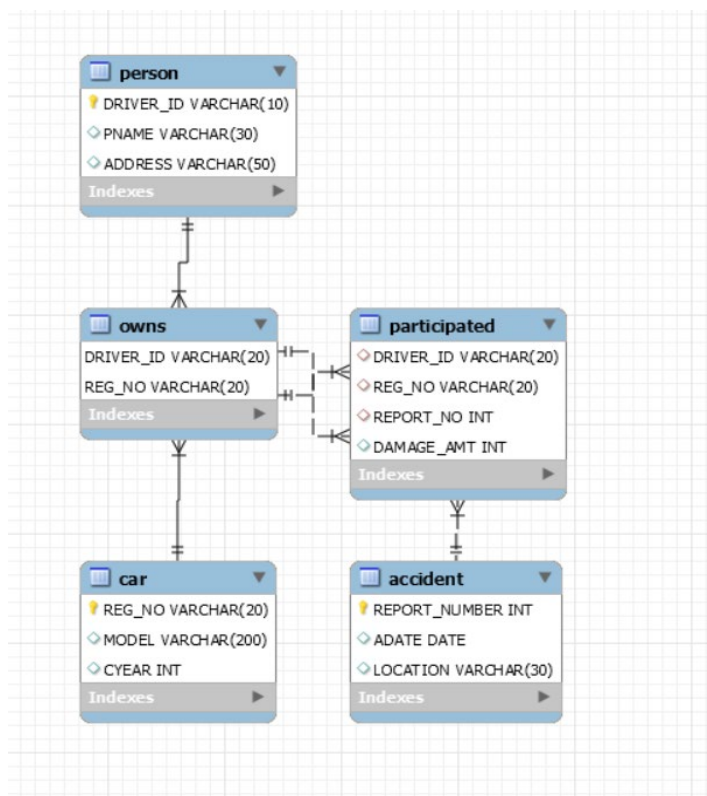 person
DRIVER_ID VARCHAR(10)
PNAME VARCHAR(30)
ADDRESS VARCHAR(50)
Indexes
owns
DRIVER_ID VARCHAR(20)
REG_NO VARCHAR(20)
Indexes
participated
DRIVER_ID VARCHAR(20)
REG_NO VARCHAR(20)
REPORT_NO INT
DAMAGE_AMT INT
Indexes
car
REG_NO VARCHAR(20)
MODEL VARCHAR(200)
CYEAR INT
Indexes
accident
REPORT_NUMBER INT
ADATE DATE
LOCATION VARCHAR(30)
Indexes